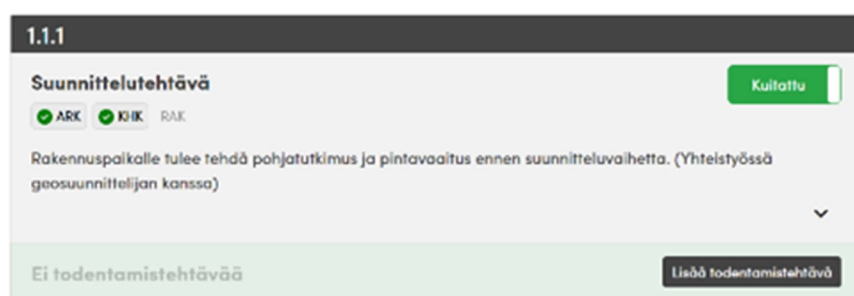 1.1.1
Suunnittelutehtävä
Kuitattu
ARK KHK RAK
Rakennuspaikalle tulee tehdä pohjatutkimus ja pintavaaitus ennen suunnitteluvaihetta. (Yhteistyössä
geosuunnittelijan kanssa)
Ei todentamistehtävää
Lisää todentamistehtävä